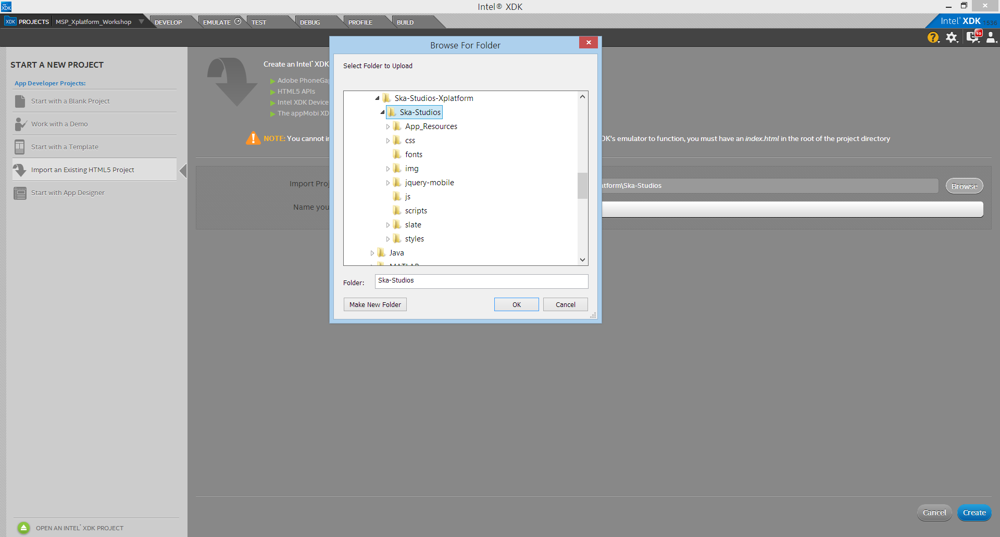 XDK
Intel® XDK
XDK PROJECTS MSP_Xplatform_Workshop DEVELOP EMULATE TEST DEBUG PROFILE BUILD
Intel® XDK 1536
? 10
START A NEW PROJECT
App Developer Projects:
Start with a Blank Project
Work with a Demo
Start with a Template
Import an Existing HTML5 Project
Start with App Designer
OPEN AN INTEL® XDK PROJECT
Create an Intel® XDK
Adobe PhoneGap
HTML5 APIs
Intel XDK Device
The appMobi XD
NOTE: You cannot in
DK's emulator to function, you must have an index.html in the root of the project directory
Import Proj
atform\Ska-Studios Browse
Name you
Cancel Create
Browse For Folder
Select Folder to Upload
Ska-Studios-Xplatform
Ska-Studios
App_Resources
css
fonts
img
jquery-mobile
js
scripts
slate
styles
Java
MATLAB
Folder: Ska-Studios
Make New Folder OK Cancel